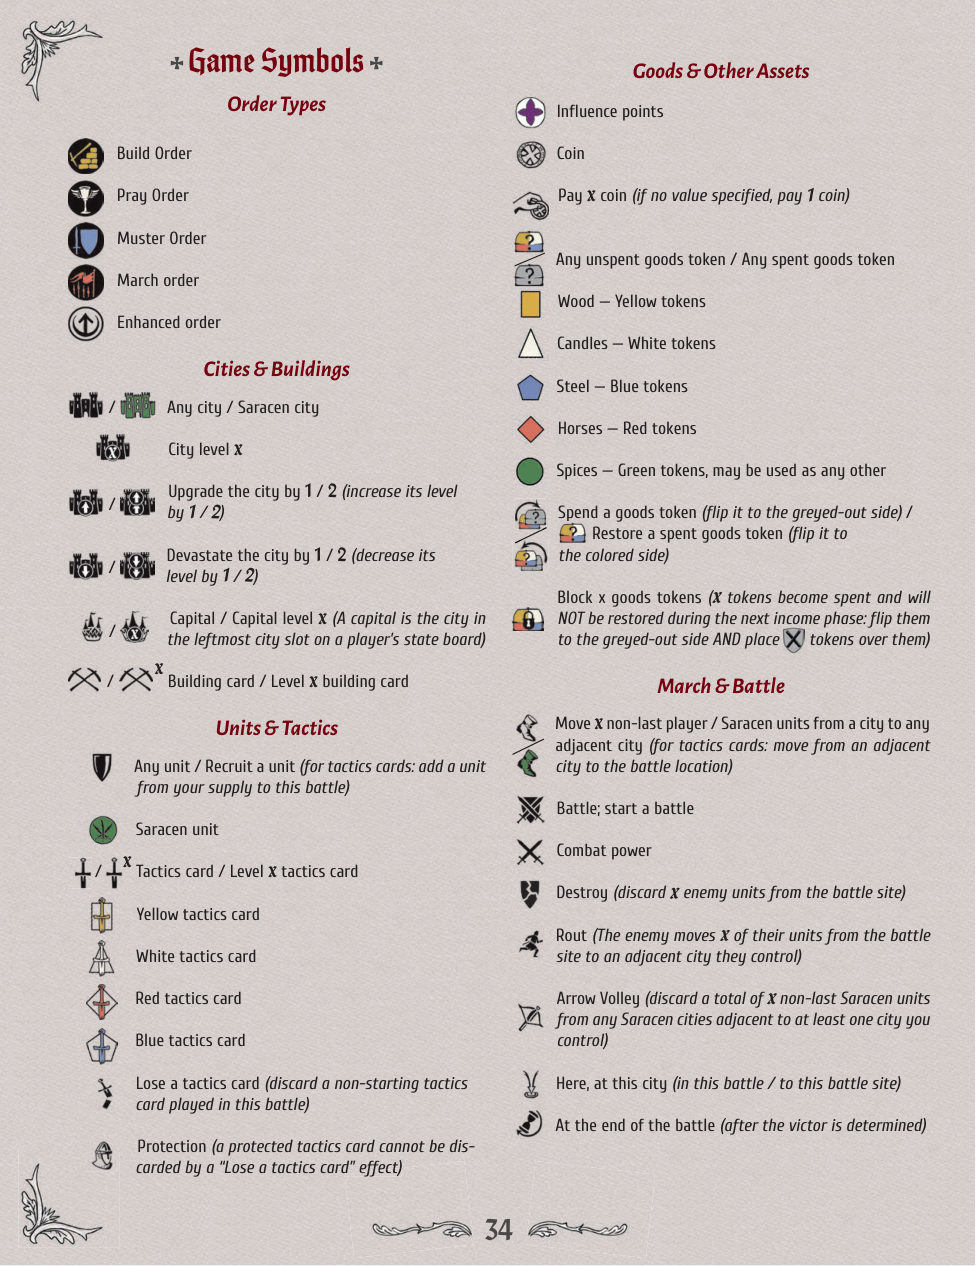 Game Symbols
Order Types
Build Order
Pray Order
Muster Order
March order
Enhanced order
Cities & Buildings
/ Any city / Saracen city
x City level x
/ Upgrade the city by 1 / 2 (increase its level
by 1 / 2)
/ Devastate the city by 1 / 2 (decrease its
level by 1 / 2)
/ x Capital / Capital level x (A capital is the city in
the leftmost city slot on a player's state board)
/ x Building card / Level x building card
Units & Tactics
Any unit / Recruit a unit (for tactics cards: add a unit
from your supply to this battle)
Saracen unit
/ x Tactics card / Level x tactics card
Yellow tactics card
White tactics card
Red tactics card
Blue tactics card
Lose a tactics card (discard a non-starting tactics
card played in this battle)
Protection (a protected tactics card cannot be dis-
carded by a “Lose a tactics card” effect)
Goods & Other Assets
Influence points
Coin
Pay x coin (if no value specified, pay 1 coin)
?
?
Any unspent goods token / Any spent goods token
Wood – Yellow tokens
Candles – White tokens
Steel – Blue tokens
Horses – Red tokens
Spices – Green tokens, may be used as any other
? Spend a goods token (flip it to the greyed-out side) /
? Restore a spent goods token (flip it to
? the colored side)
Block x goods tokens (x tokens become spent and will
NOT be restored during the next income phase: flip them
to the greyed-out side AND place X tokens over them)
March & Battle
Move x non-last player / Saracen units from a city to any
adjacent city (for tactics cards: move from an adjacent
city to the battle location)
Battle; start a battle
Combat power
Destroy (discard x enemy units from the battle site)
Rout (The enemy moves x of their units from the battle
site to an adjacent city they control)
Arrow Volley (discard a total of x non-last Saracen units
from any Saracen cities adjacent to at least one city you
control)
Here, at this city (in this battle / to this battle site)
At the end of the battle (after the victor is determined)
34